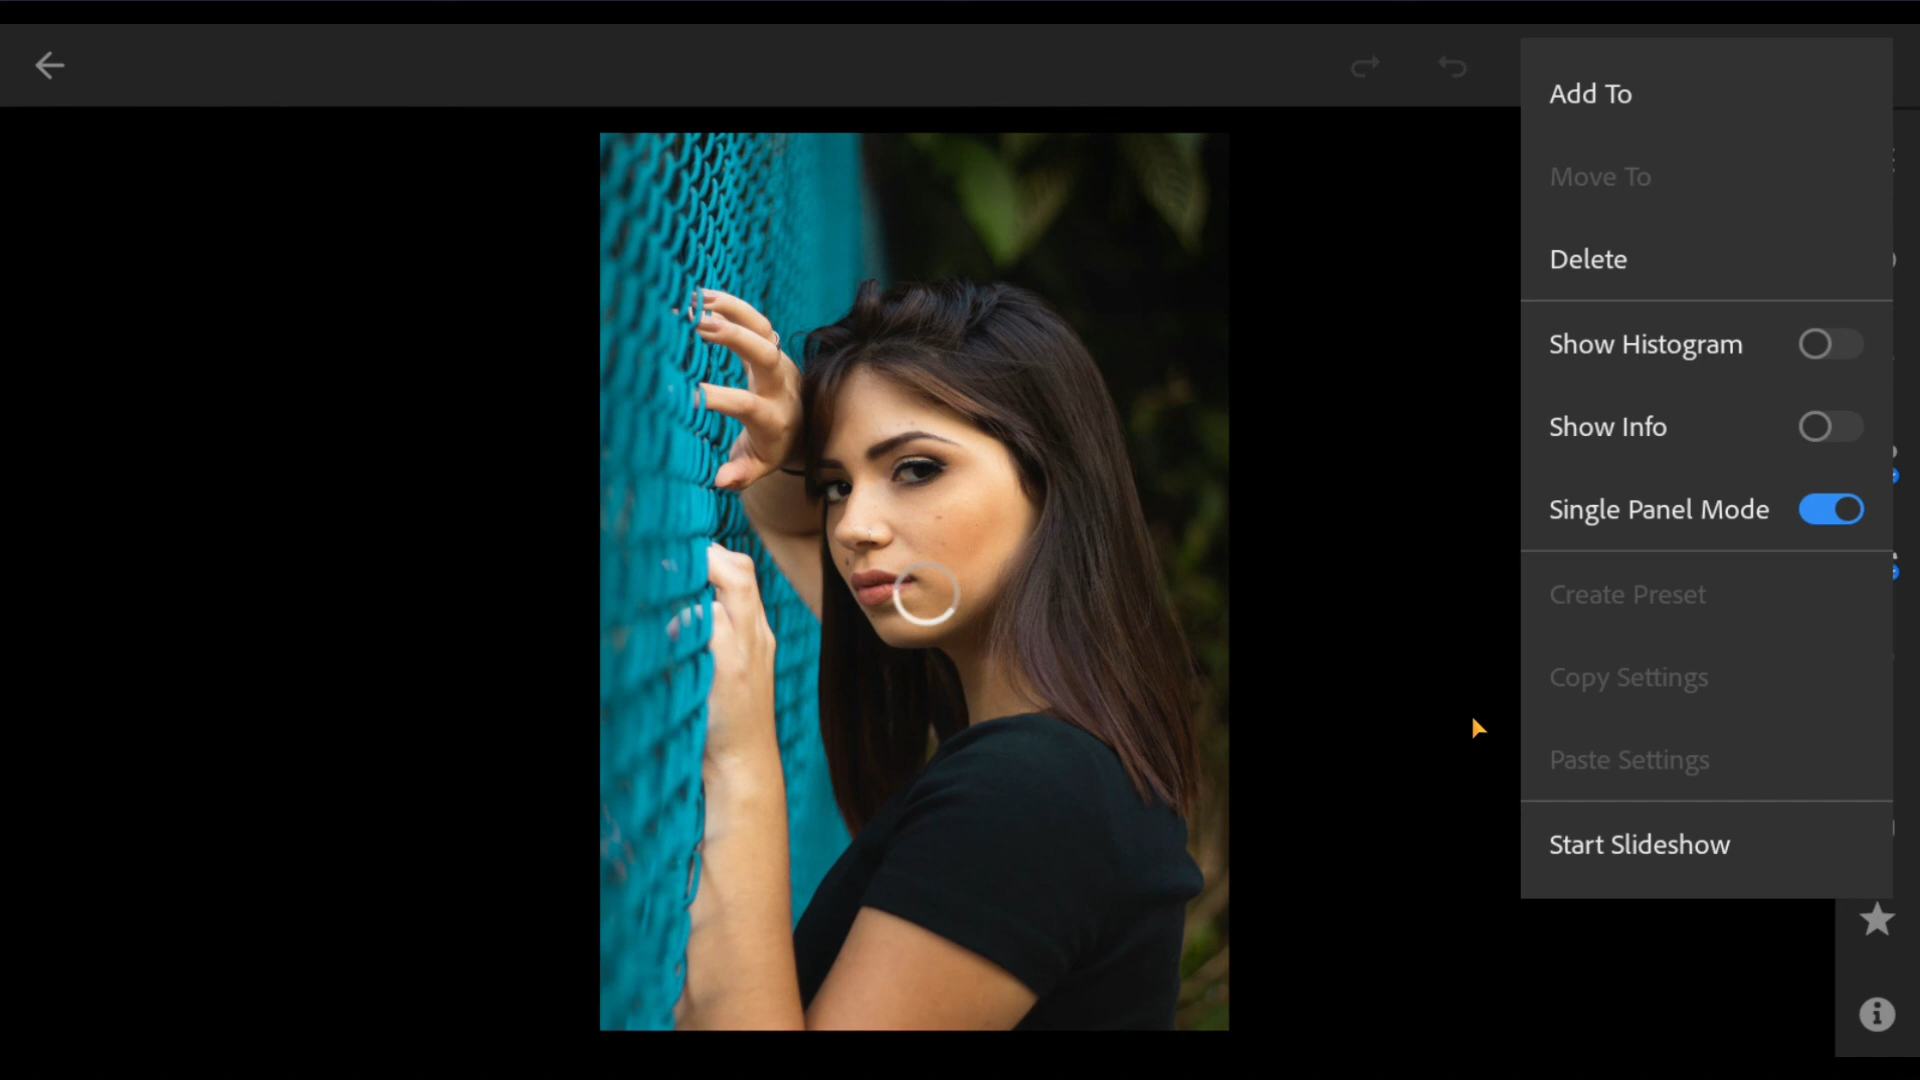 Add To
Move To
Delete
Show Histogram
Show Info
Single Panel Mode
Create Preset
Copy Settings
Paste Settings
Start Slideshow